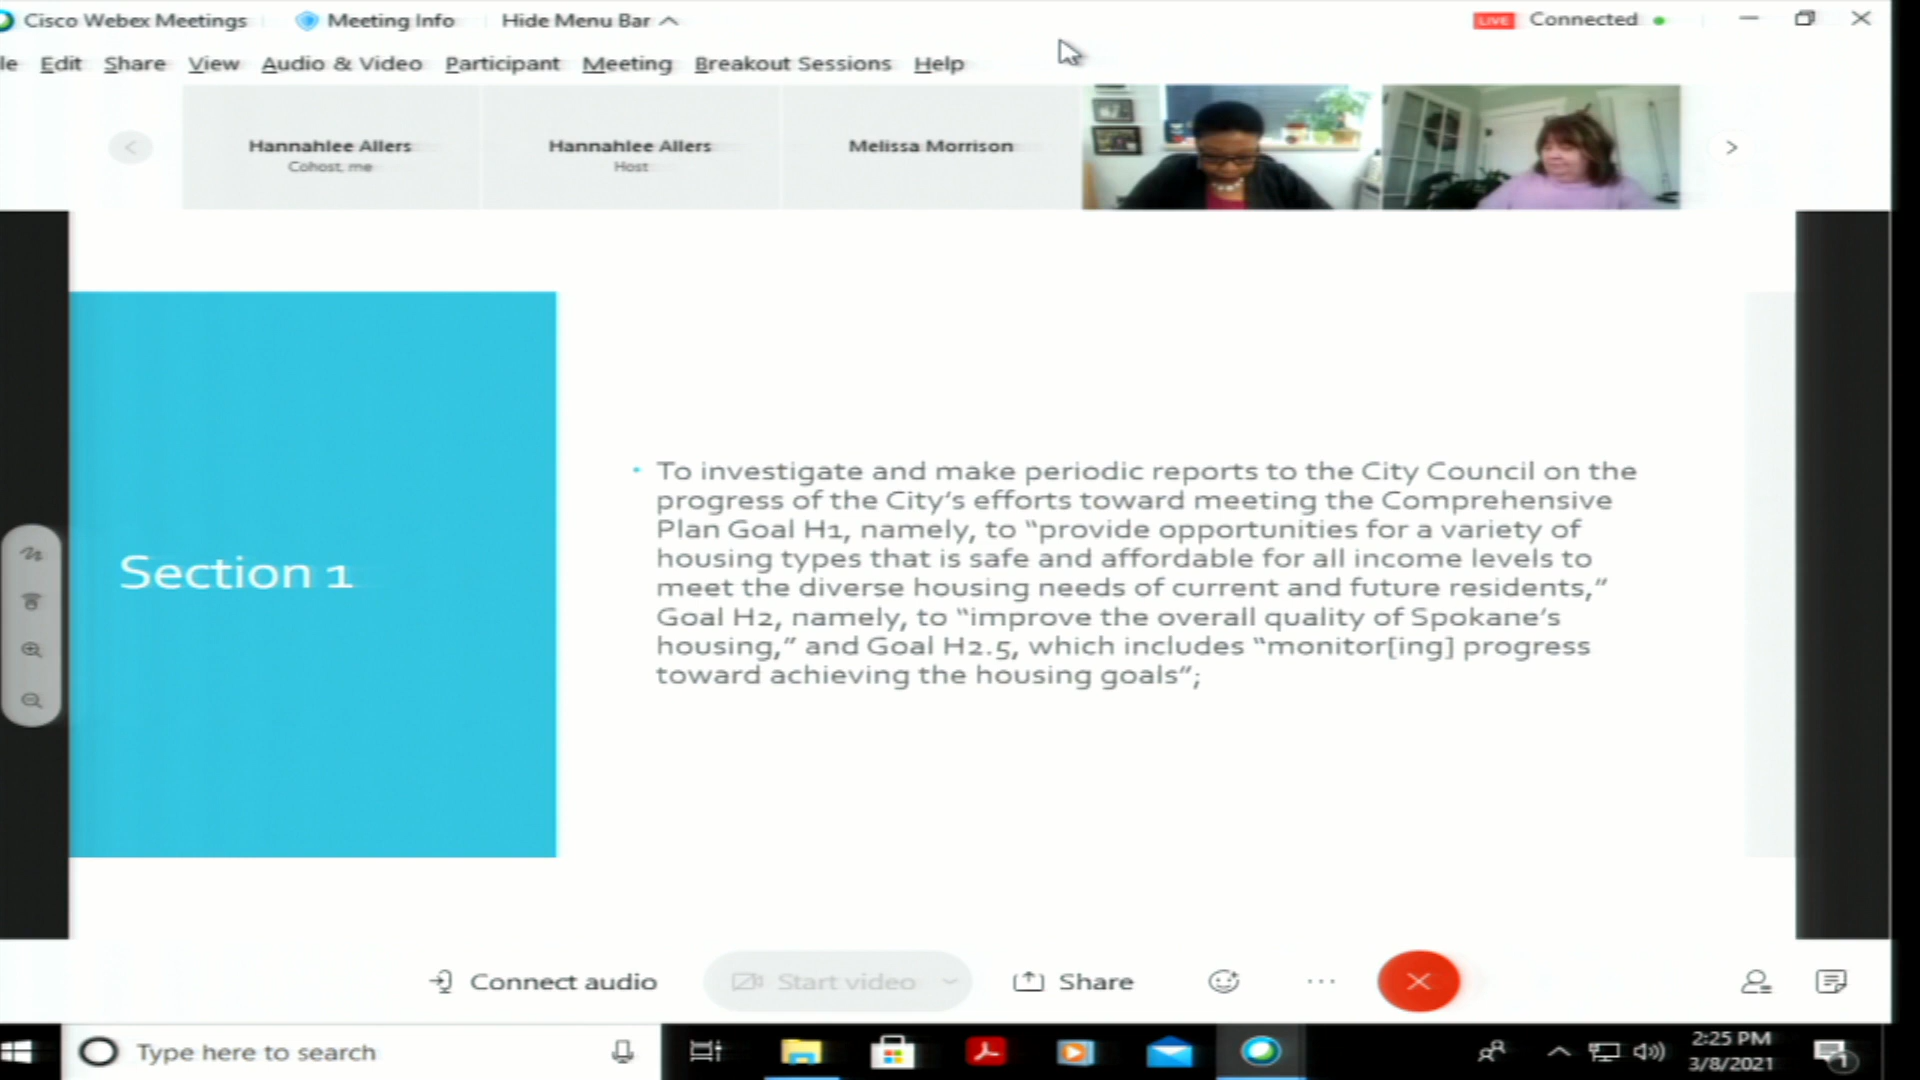 Cisco Webex Meetings
Meeting Info
Hide Menu Bar
LIVE
Connected
le Edit Share View Audio & Video Participant Meeting Breakout Sessions Help
Hannahlee Allers
Cohost, me
Hannahlee Allers
Host
Melissa Morrison
Section 1
To investigate and make periodic reports to the City Council on the
progress of the City's efforts toward meeting the Comprehensive
Plan Goal H1, namely, to “provide opportunities for a variety of
housing types that is safe and affordable for all income levels to
meet the diverse housing needs of current and future residents,”
Goal H2, namely, to “improve the overall quality of Spokane's
housing,” and Goal H2.5, which includes “monitor[ing] progress
toward achieving the housing goals”;
Connect audio
Start video
Share
Type here to search
2:25 PM
3/8/2021
1